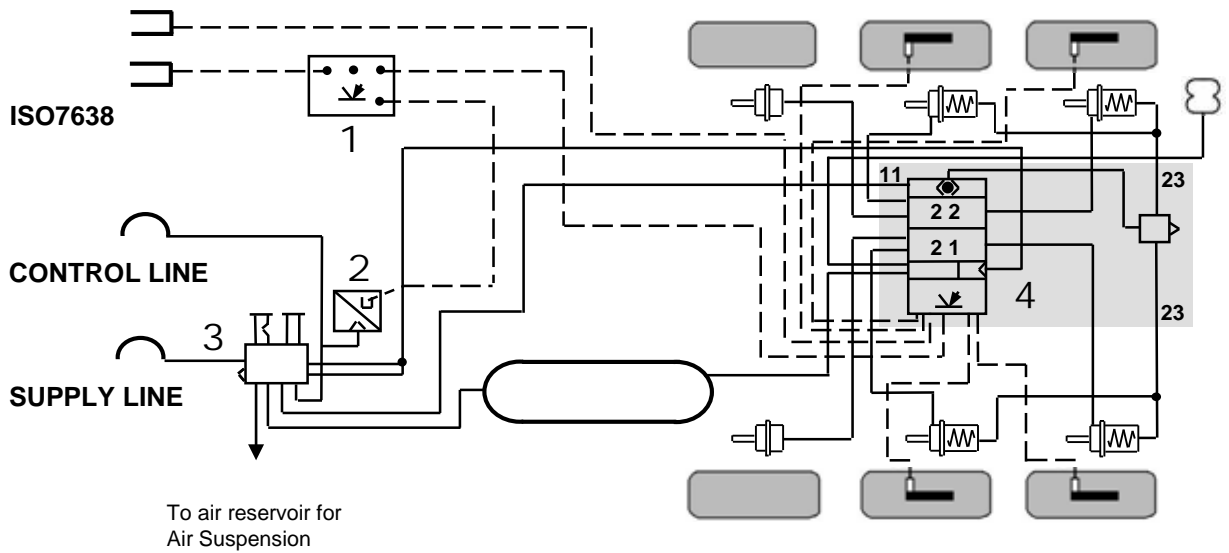 ISO7638
1
11
23
2 2
CONTROL LINE
2
2 1
4
3
23
SUPPLY LINE
To air reservoir for
Air Suspension